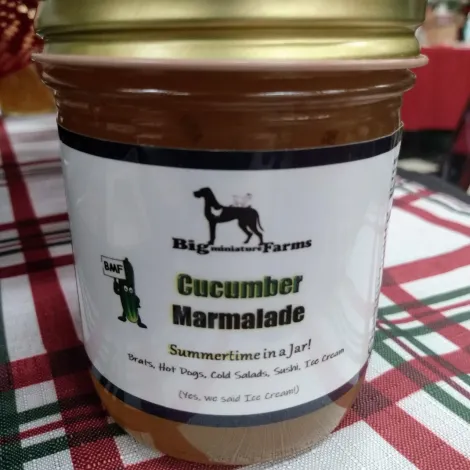 Big miniature Farms
BMF
Cucumber
Marmalade
Summertime in a Jar!
Brats, Hot Dogs, Cold Salads, Sushi, Ice Cream
(Yes, we said Ice Cream!)